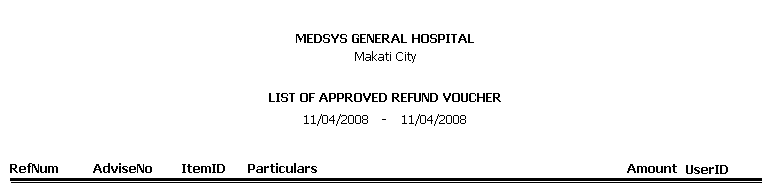 MEDSYS GENERAL HOSPITAL
Makati City
LIST OF APPROVED REFUND VOUCHER
11/04/2008 - 11/04/2008
RefNum AdviseNo ItemID Particulars Amount UserID